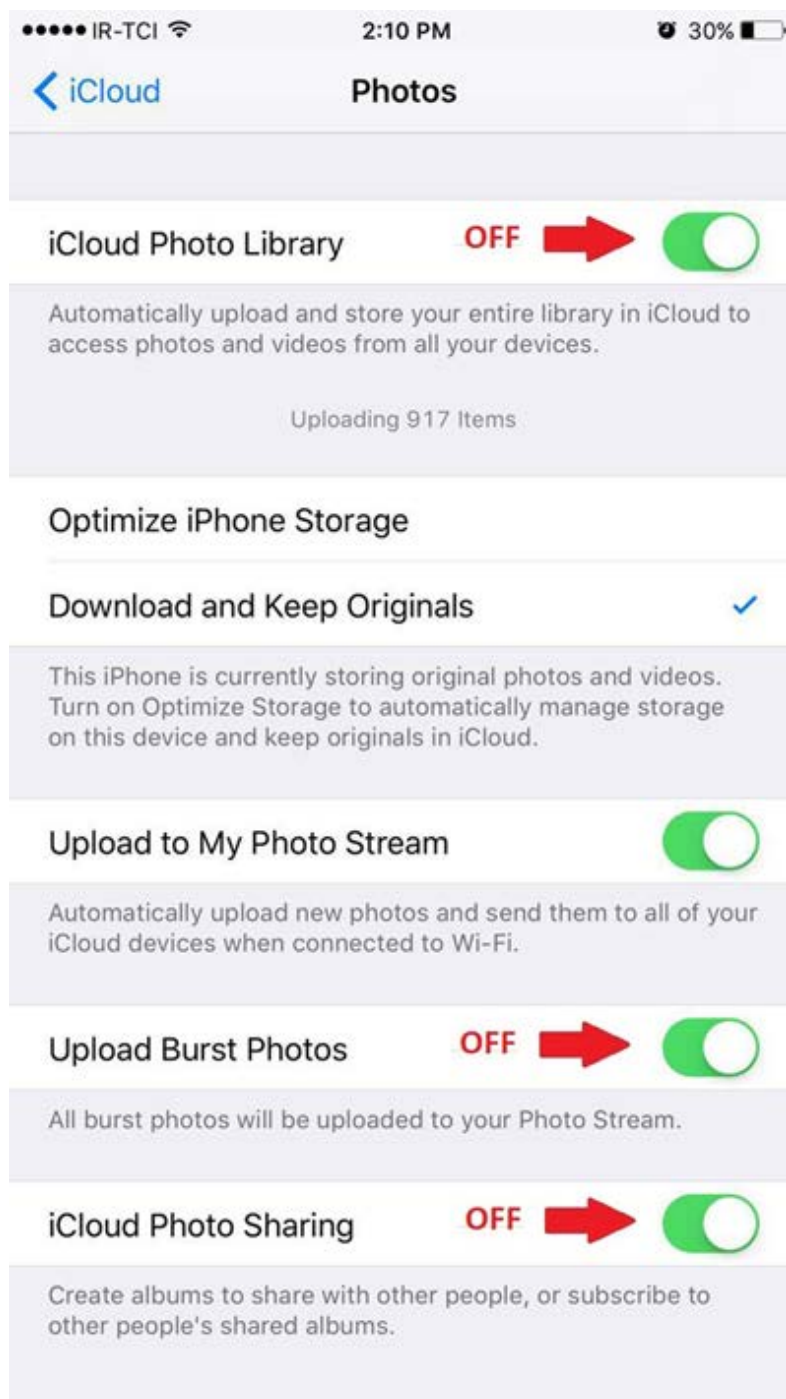 IR-TCI 2:10 PM 30%
iCloud Photos
iCloud Photo Library OFF
Automatically upload and store your entire library in iCloud to
access photos and videos from all your devices.
Uploading 917 Items
Optimize iPhone Storage
Download and Keep Originals
This iPhone is currently storing original photos and videos.
Turn on Optimize Storage to automatically manage storage
on this device and keep originals in iCloud.
Upload to My Photo Stream
Automatically upload new photos and send them to all of your
iCloud devices when connected to Wi-Fi.
Upload Burst Photos OFF
All burst photos will be uploaded to your Photo Stream.
iCloud Photo Sharing OFF
Create albums to share with other people, or subscribe to
other people's shared albums.